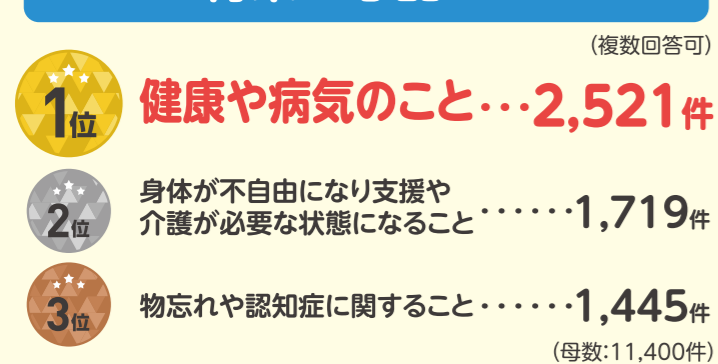 (複数回答可)
1位 健康や病気のこと･･･2,521件
2位 身体が不自由になり支援や
介護が必要な状態になること･･････1,719件
3位 物忘れや認知症に関すること･･････1,445件
(母数:11,400件)